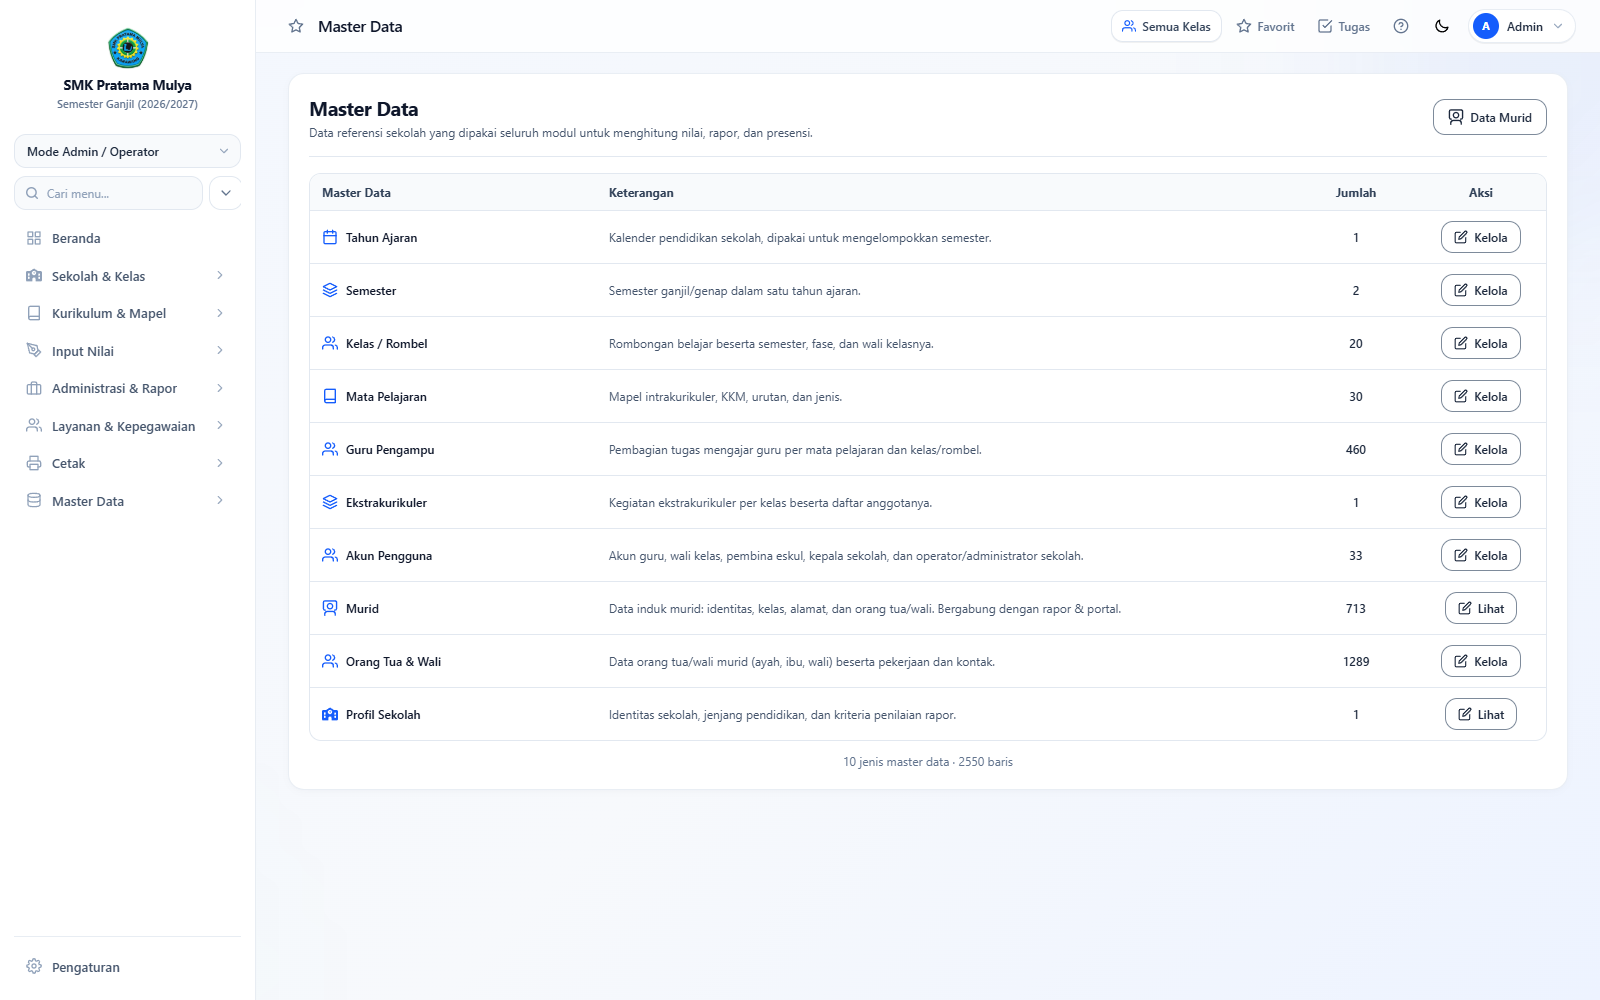 SMK Pratama Mulya
Semester Ganjil (2026/2027)
Mode Admin / Operator
Cari menu...
Beranda
Sekolah & Kelas
Kurikulum & Mapel
Input Nilai
Administrasi & Rapor
Layanan & Kepegawaian
Cetak
Master Data
Pengaturan
Master Data
Semua Kelas
Favorit
Tugas
A
Admin
Master Data
Data referensi sekolah yang dipakai seluruh modul untuk menghitung nilai, rapor, dan presensi.
Data Murid
Master Data Keterangan Jumlah Aksi
Tahun Ajaran Kalender pendidikan sekolah, dipakai untuk mengelompokkan semester. 1 Kelola
Semester Semester ganjil/genap dalam satu tahun ajaran. 2 Kelola
Kelas / Rombel Rombongan belajar beserta semester, fase, dan wali kelasnya. 20 Kelola
Mata Pelajaran Mapel intrakurikuler, KKM, urutan, dan jenis. 30 Kelola
Guru Pengampu Pembagian tugas mengajar guru per mata pelajaran dan kelas/rombel. 460 Kelola
Ekstrakurikuler Kegiatan ekstrakurikuler per kelas beserta daftar anggotanya. 1 Kelola
Akun Pengguna Akun guru, wali kelas, pembina eskul, kepala sekolah, dan operator/administrator sekolah. 33 Kelola
Murid Data induk murid: identitas, kelas, alamat, dan orang tua/wali. Bergabung dengan rapor & portal. 713 Lihat
Orang Tua & Wali Data orang tua/wali murid (ayah, ibu, wali) beserta pekerjaan dan kontak. 1289 Kelola
Profil Sekolah Identitas sekolah, jenjang pendidikan, dan kriteria penilaian rapor. 1 Lihat
10 jenis master data · 2550 baris